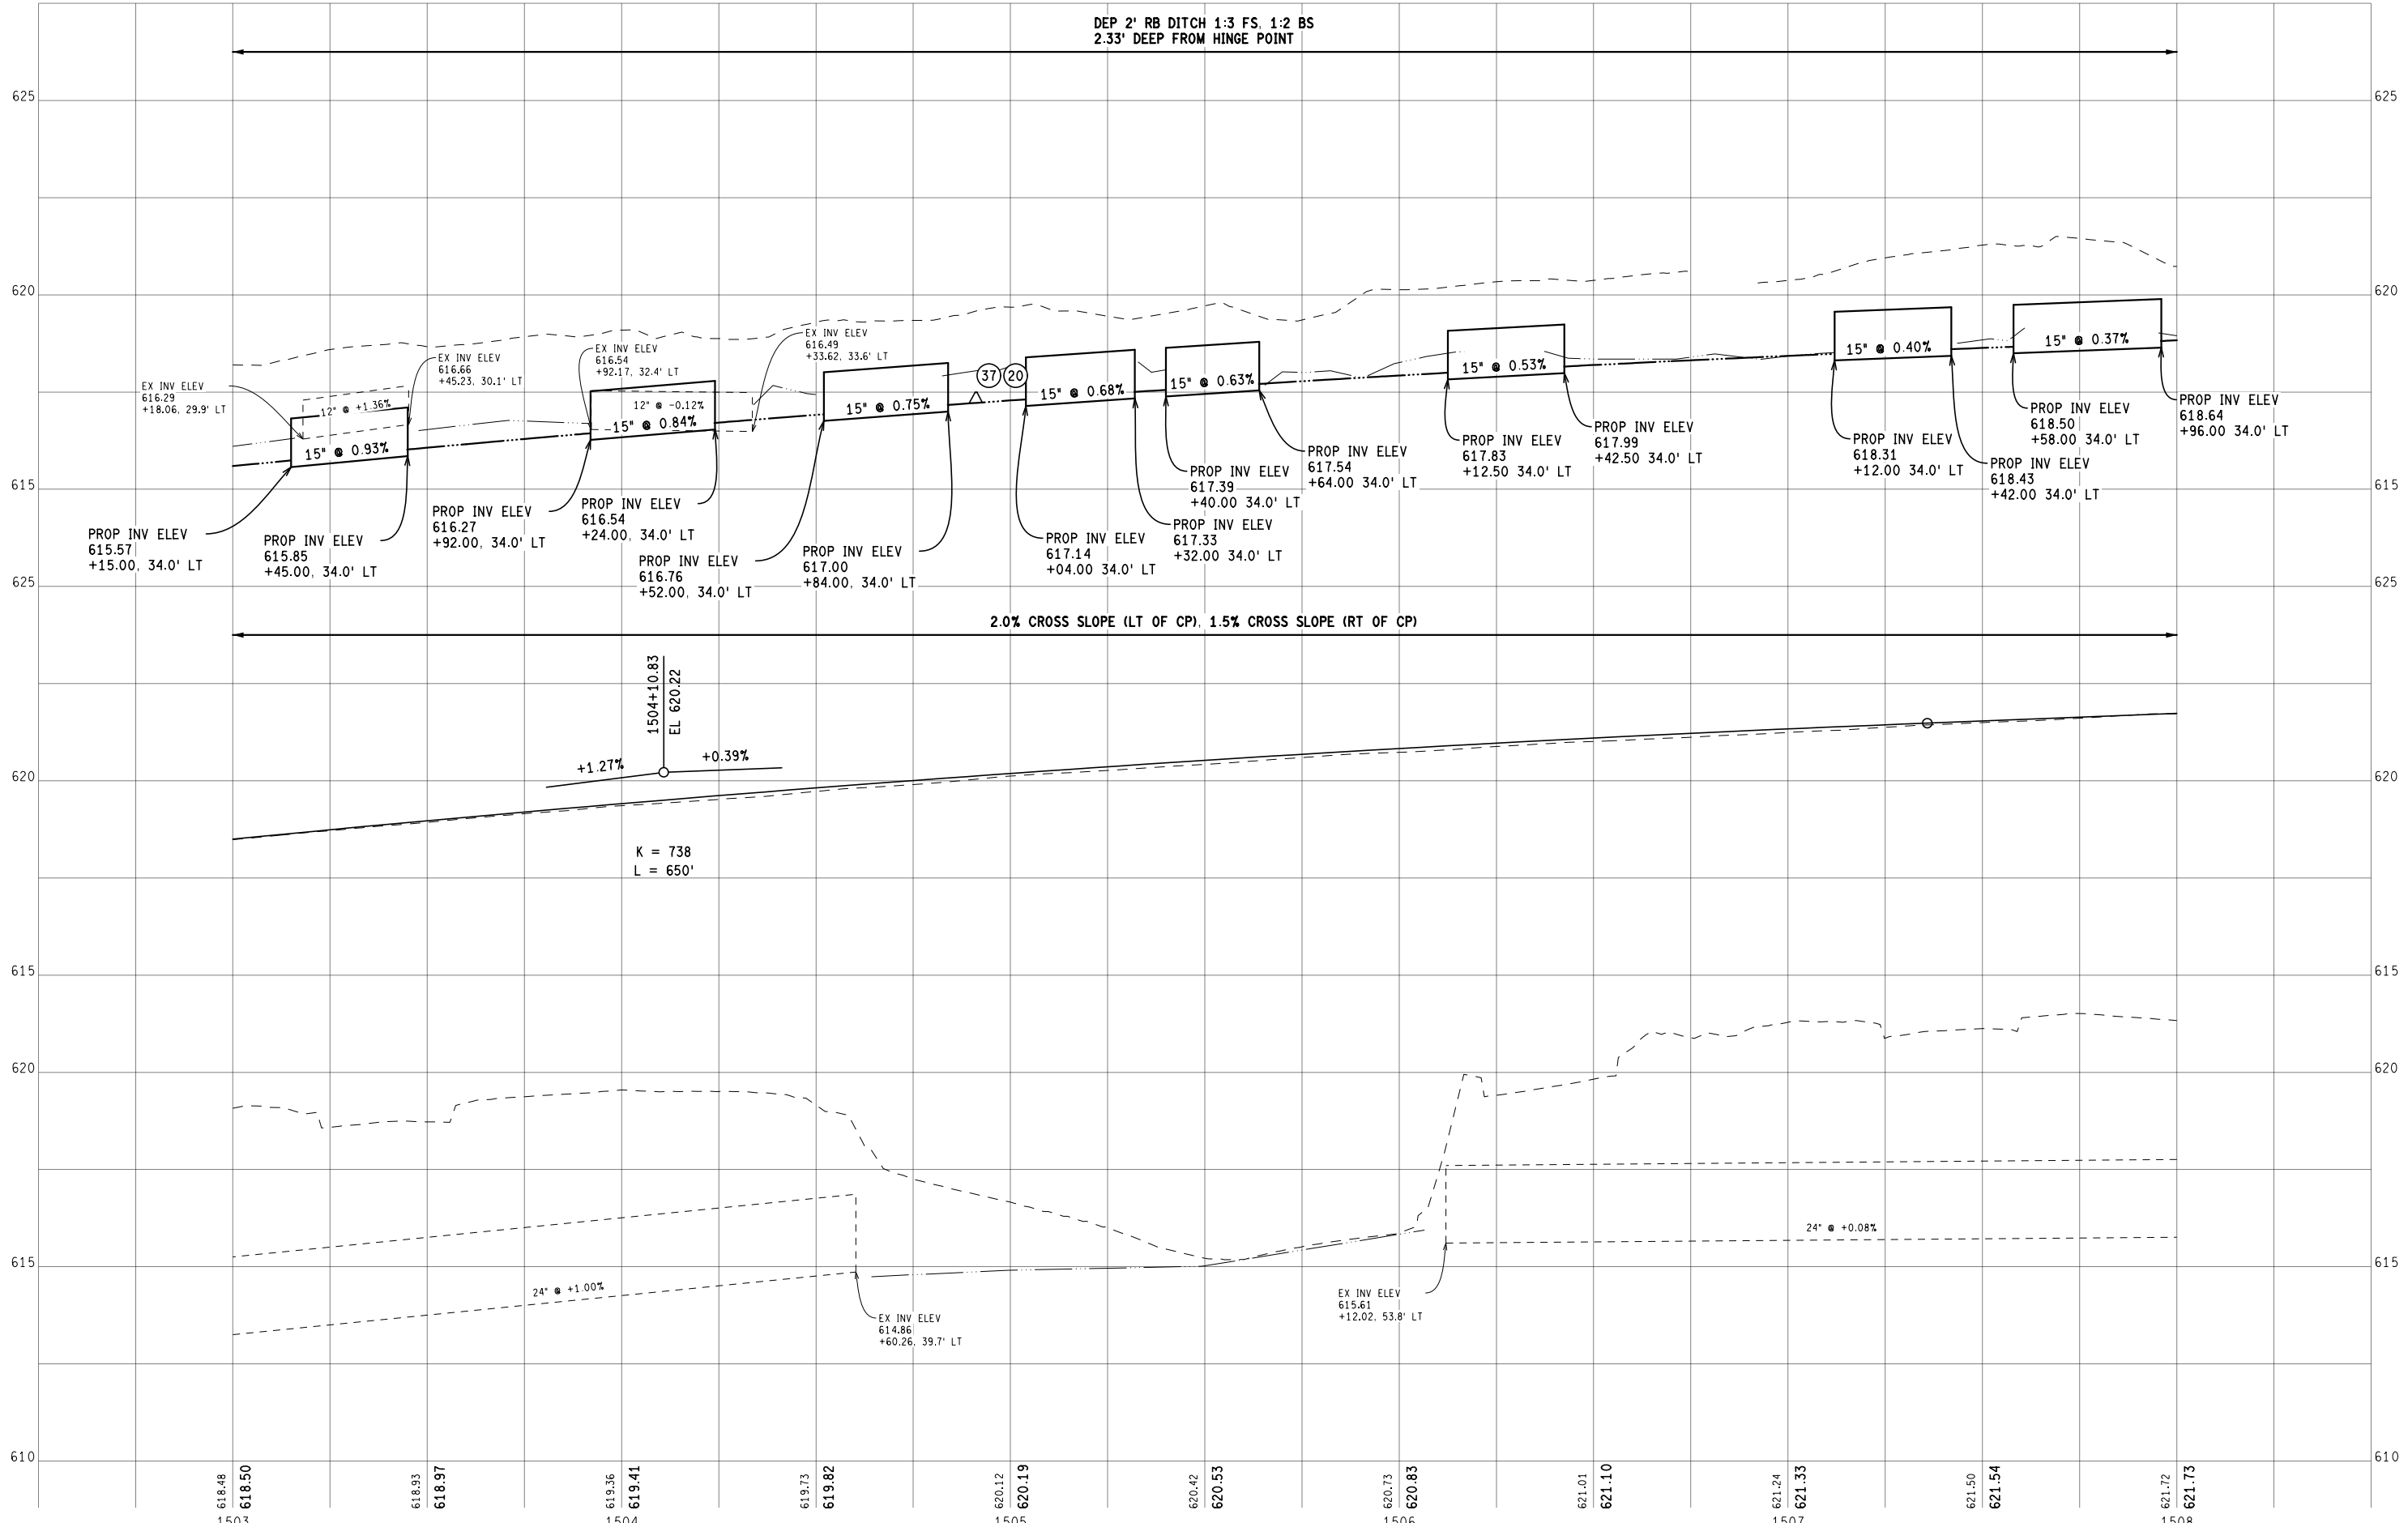 DEP 2' RB DITCH 1:3 FS, 1:2 BS
2.33' DEEP FROM HINGE POINT
625
625
620
620
EX INV ELEV
616.29
+18.06, 29.9' LT
12" @ +1.36%
15" @ 0.93%
EX INV ELEV
616.66
+45.23, 30.1' LT
EX INV ELEV
616.54
+92.17, 32.4' LT
12" @ -0.12%
15" @ 0.84%
EX INV ELEV
616.49
+33.62, 33.6' LT
15" @ 0.75%
37
20
15" @ 0.68%
15" @ 0.63%
15" @ 0.53%
15" @ 0.40%
15" @ 0.37%
615
615
PROP INV ELEV
615.57
+15.00, 34.0' LT
PROP INV ELEV
615.85
+45.00, 34.0' LT
PROP INV ELEV
616.27
+92.00, 34.0' LT
PROP INV ELEV
616.54
+24.00, 34.0' LT
PROP INV ELEV
616.76
+52.00, 34.0' LT
PROP INV ELEV
617.00
+84.00, 34.0' LT
PROP INV ELEV
617.14
+04.00 34.0' LT
PROP INV ELEV
617.33
+32.00 34.0' LT
PROP INV ELEV
617.39
+40.00 34.0' LT
PROP INV ELEV
617.54
+64.00 34.0' LT
PROP INV ELEV
617.83
+12.50 34.0' LT
PROP INV ELEV
617.99
+42.50 34.0' LT
PROP INV ELEV
618.31
+12.00 34.0' LT
PROP INV ELEV
618.43
+42.00 34.0' LT
PROP INV ELEV
618.50
+58.00 34.0' LT
PROP INV ELEV
618.64
+96.00 34.0' LT
625
625
2.0% CROSS SLOPE (LT OF CP), 1.5% CROSS SLOPE (RT OF CP)
1504+10.83
EL 620.22
+1.27%
+0.39%
620
620
K = 738
L = 650'
615
615
620
620
24" @ +0.08%
615
615
24" @ +1.00%
EX INV ELEV
614.86
+60.26, 39.7' LT
EX INV ELEV
615.61
+12.02, 53.8' LT
610
610
618.48
618.50
618.93
618.97
619.36
619.41
619.73
619.82
620.12
620.19
620.42
620.53
620.73
620.83
621.01
621.10
621.24
621.33
621.50
621.54
621.72
621.73
1503
1504
1505
1506
1507
1508